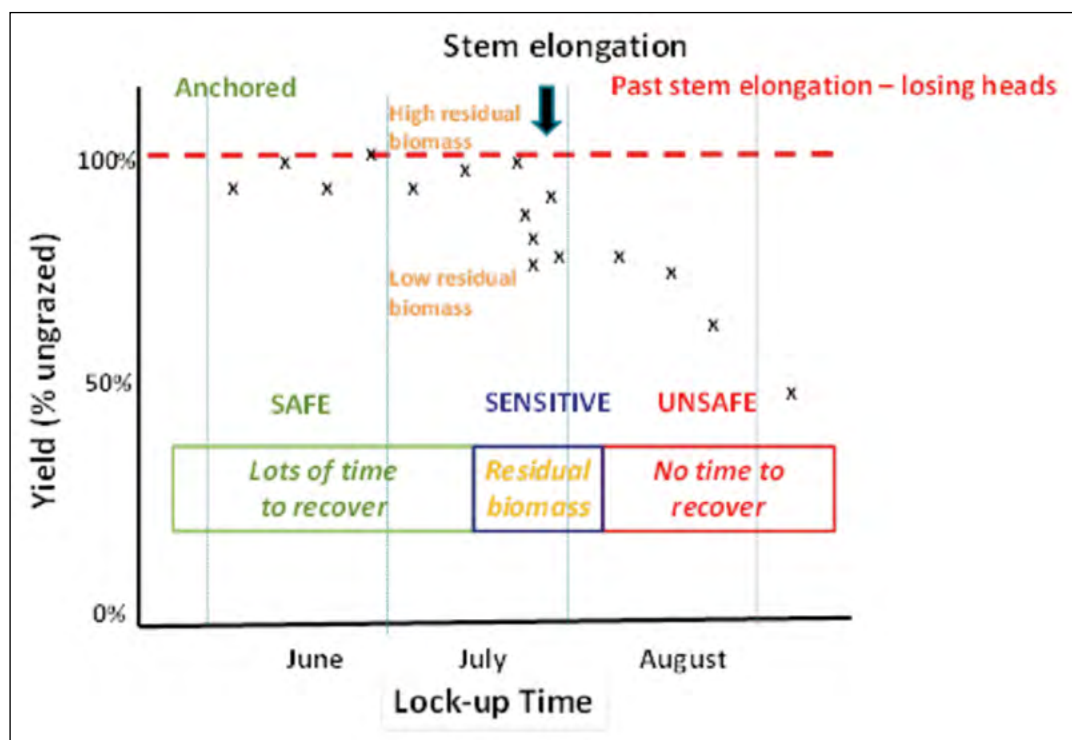 Stem elongation
Anchored
Past stem elongation – losing heads
High residual
biomass
100%
Low residual
biomass
Yield (% ungrazed)
50%
SAFE
SENSITIVE
UNSAFE
Lots of time
to recover
Residual
biomass
No time to
recover
0%
June
July
August
Lock-up Time